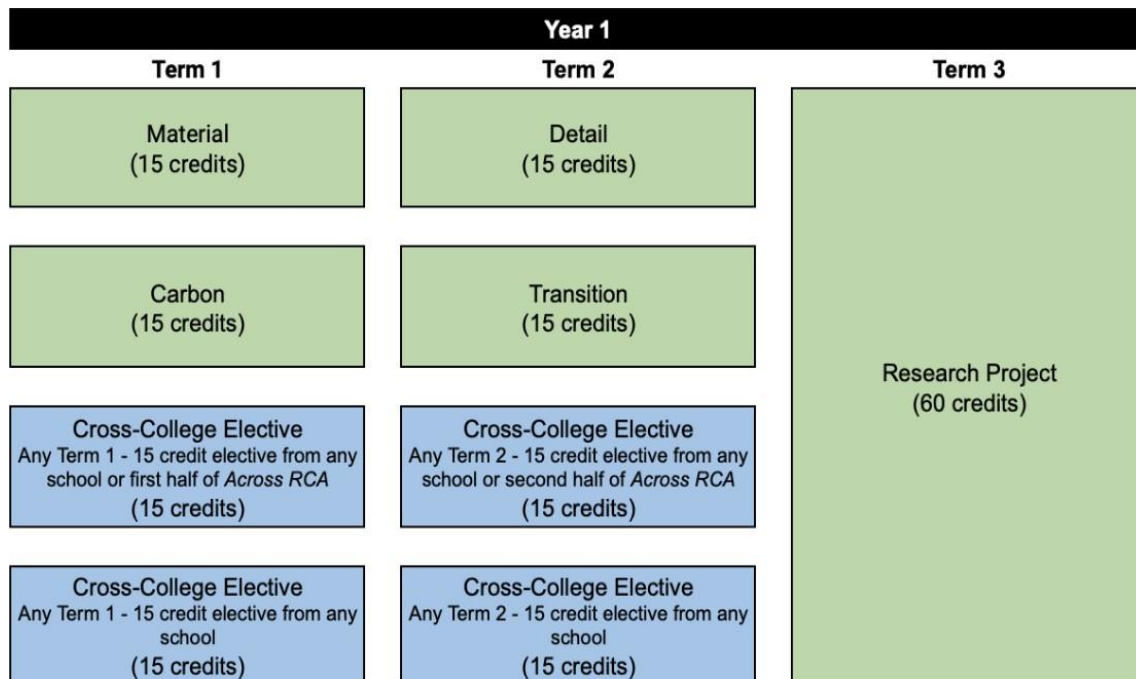 Year 1
Term 1
Material
(15 credits)
Carbon
(15 credits)
Cross-College Elective
Any Term 1 - 15 credit elective from any
school or first half of Across RCA
(15 credits)
Cross-College Elective
Any Term 1 - 15 credit elective from any
school
(15 credits)
Term 2
Detail
(15 credits)
Transition
(15 credits)
Cross-College Elective
Any Term 2 - 15 credit elective from any
school or second half of Across RCA
(15 credits)
Cross-College Elective
Any Term 2 - 15 credit elective from any
school
(15 credits)
Term 3
Research Project
(60 credits)